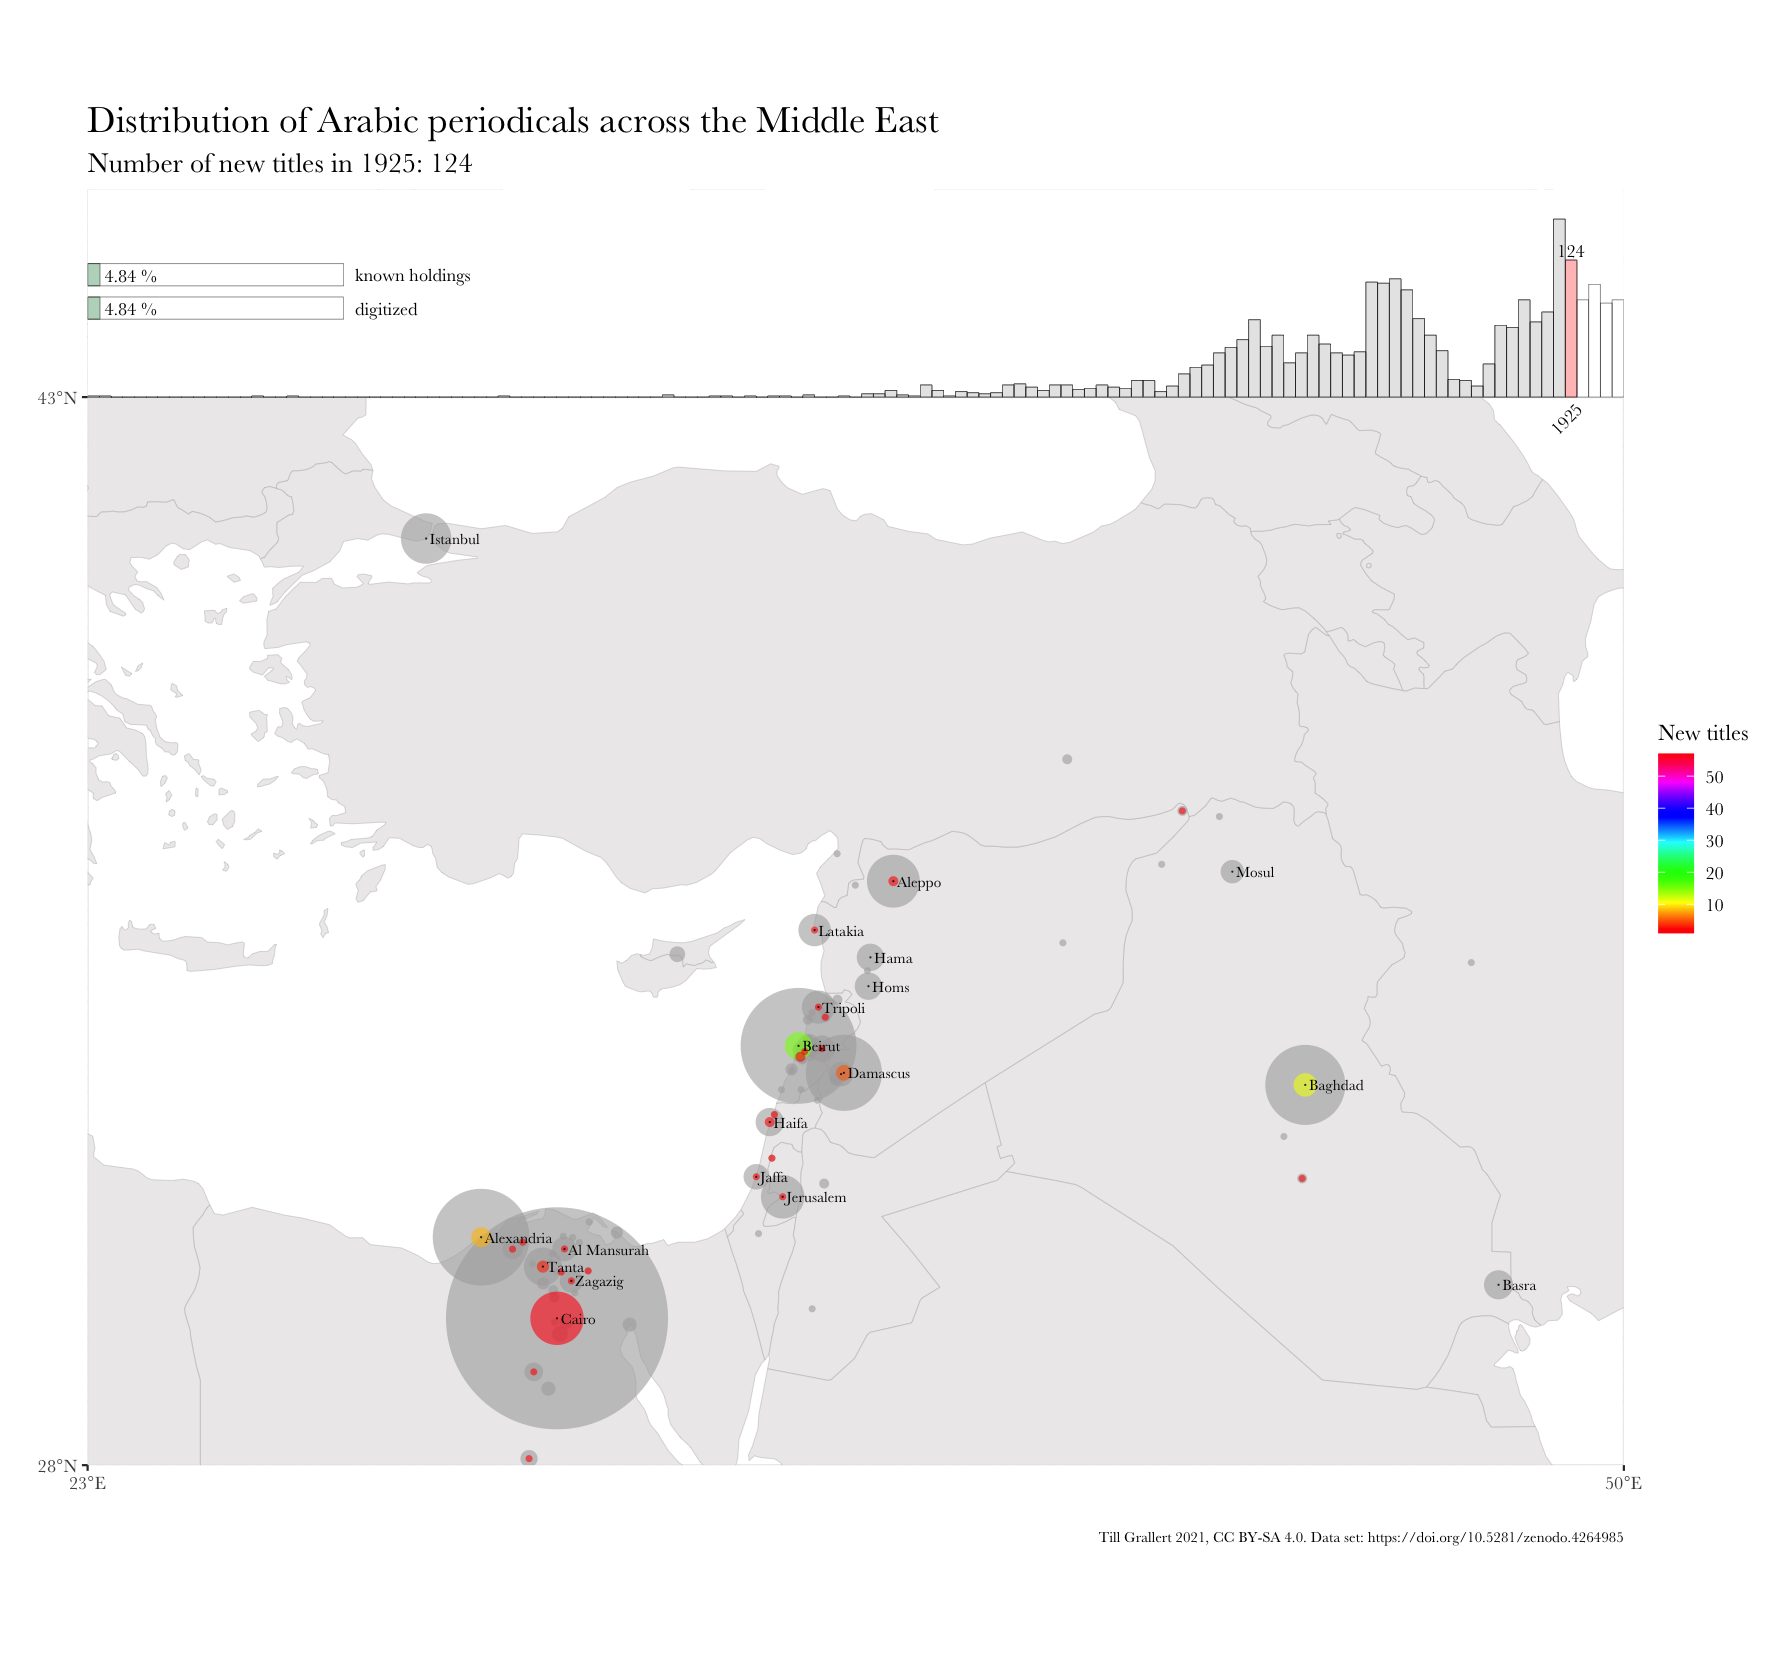 Distribution of Arabic periodicals across the Middle East
Number of new titles in 1925: 124
124
4.84 % known holdings
4.84 % digitized
43°N
1925
Istanbul
New titles
50
40
30
20
10
Mosul
Aleppo
Latakia
Hama
Homs
Tripoli
Beirut
Damascus
Baghdad
Haifa
Jaffa
Jerusalem
Alexandria
Al Mansurah
Tanta
Zagazig
Basra
Cairo
28°N
23°E
50°E
Till Grallert 2021, CC BY-SA 4.0. Data set: https://doi.org/10.5281/zenodo.4264985